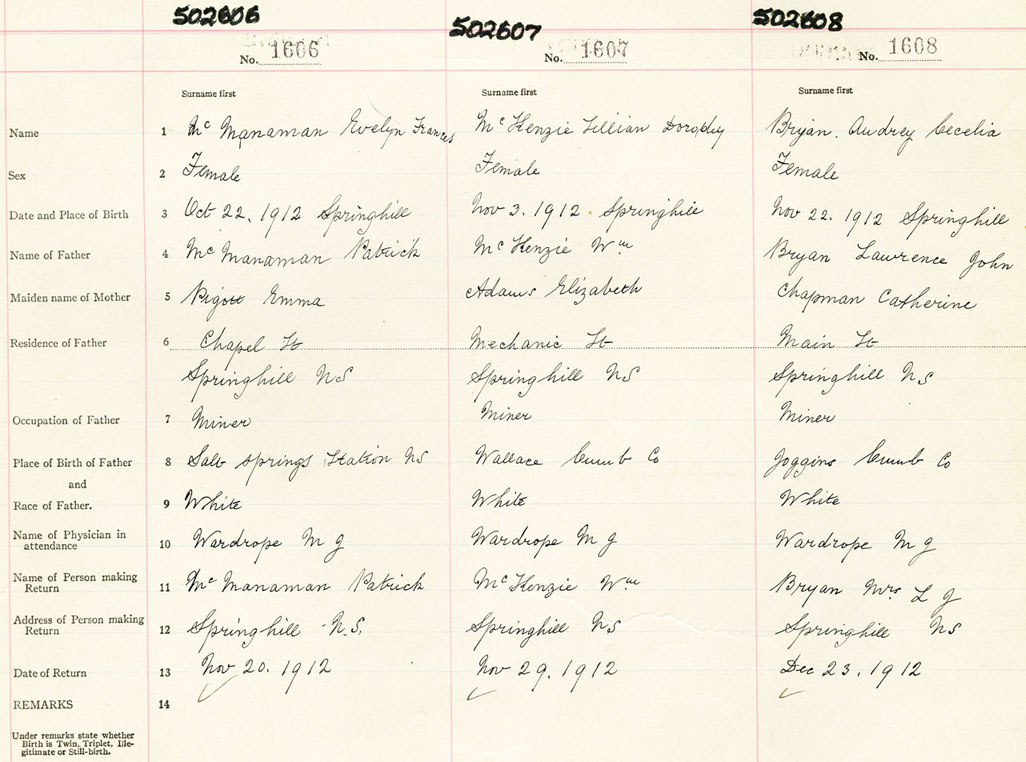 502606 502607 502608
No. 1606 No. 1607 No. 1608
Surname first Surname first Surname first
Name 1 Mc Manaman Evelyn Frances Mc Kenzie Lillian Dorothy Bryan. Audrey Cecelia
Sex 2 Female Female Female
Date and Place of Birth 3 Oct 22. 1912 Springhill Nov 3. 1912 Springhill Nov 22. 1912 Springhill
Name of Father 4 Mc Manaman Patrick Mc Kenzie Wm Bryan Lawrence John
Maiden name of Mother 5 Pigott Emma Adams Elizabeth Chapman Catherine
Residence of Father 6 Chapel St Mechanic St Main St
Springhill NS Springhill NS Springhill NS
Occupation of Father 7 Miner Miner Miner
Place of Birth of Father 8 Salt Springs Station NS Wallace Cumb Co Joggins Cumb Co
and
Race of Father. 9 White White White
Name of Physician in
attendance 10 Wardrope M J Wardrope M J Wardrope M J
Name of Person making
Return 11 Mc Manaman Patrick Mc Kenzie Wm Bryan Mrs L J
Address of Person making
Return 12 Springhill N.S. Springhill NS Springhill NS
Date of Return 13 Nov 20. 1912 Nov 29. 1912 Dec 23. 1912
REMARKS 14
Under remarks state whether
Birth is Twin, Triplet, Ille-
gitimate or Still-birth.